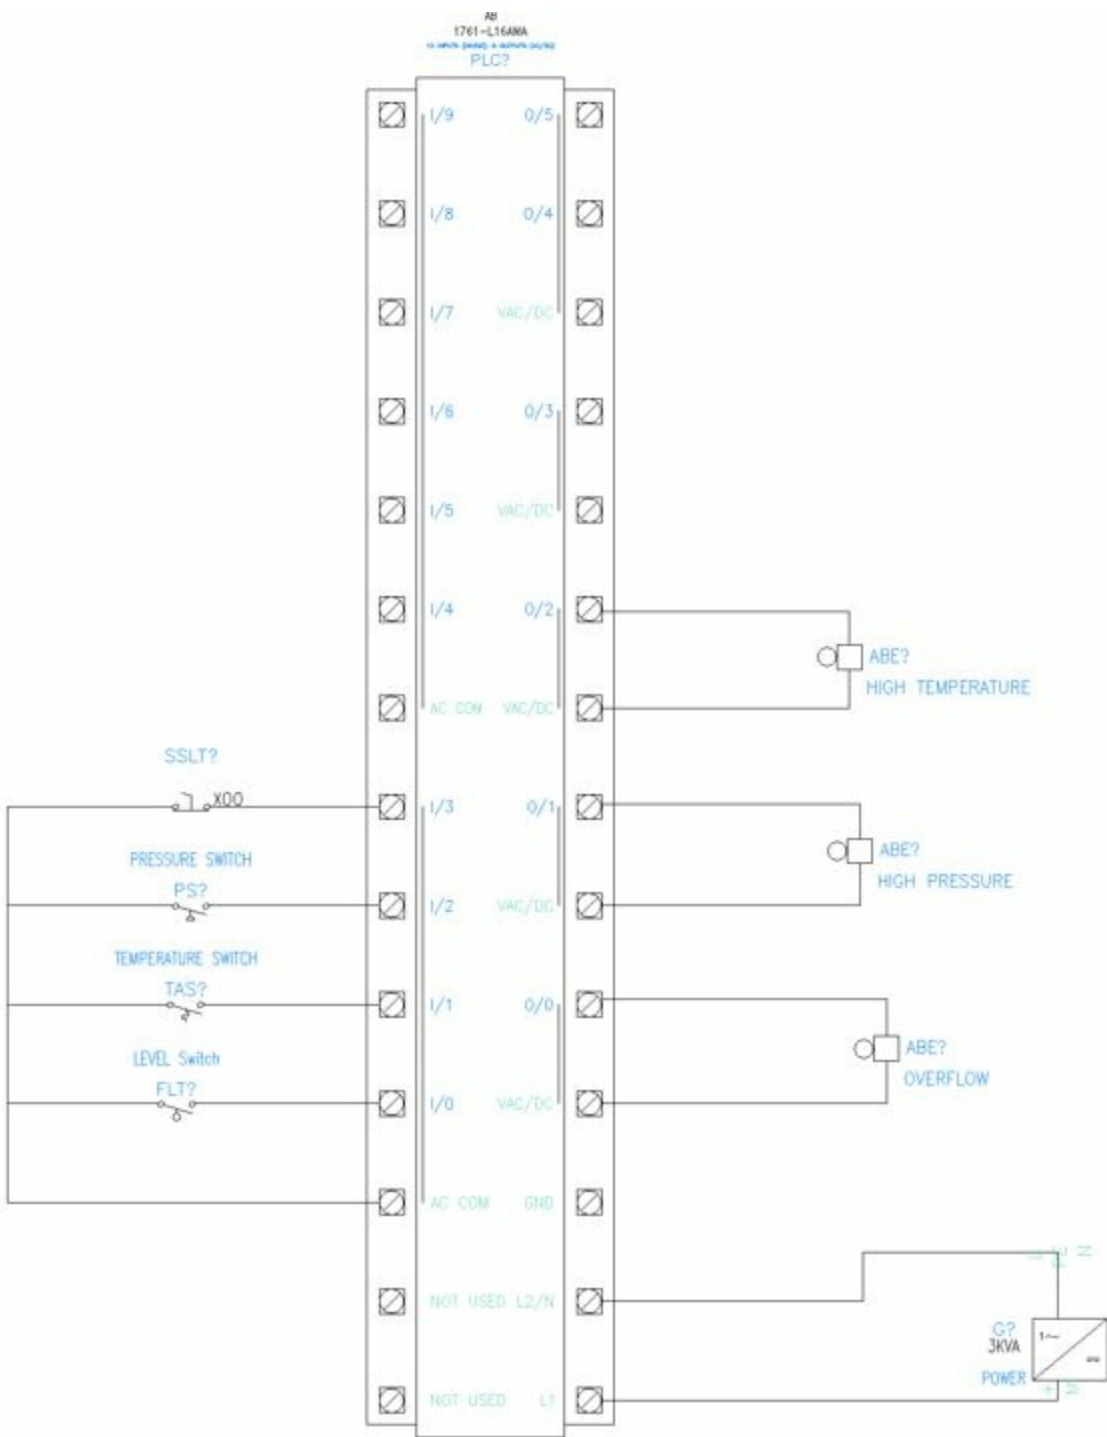 AB
1761-L16AWA
PLC?
I/9 O/5
I/8 O/4
I/7 VAC/DC
I/6 O/3
I/5 VAC/DC
I/4 O/2
ABE?
HIGH TEMPERATURE
AC COM VAC/DC
SSLT?
X00
I/3 O/1
PRESSURE SWITCH
ABE?
HIGH PRESSURE
PS?
I/2 VAC/DC
TEMPERATURE SWITCH
TAS?
I/1 O/0
LEVEL Switch
ABE?
OVERFLOW
FLT?
I/0 VAC/DC
AC COM GND
L PE N
NOT USED L2/N
G?
3KVA
1~
POWER
+ M
NOT USED L1